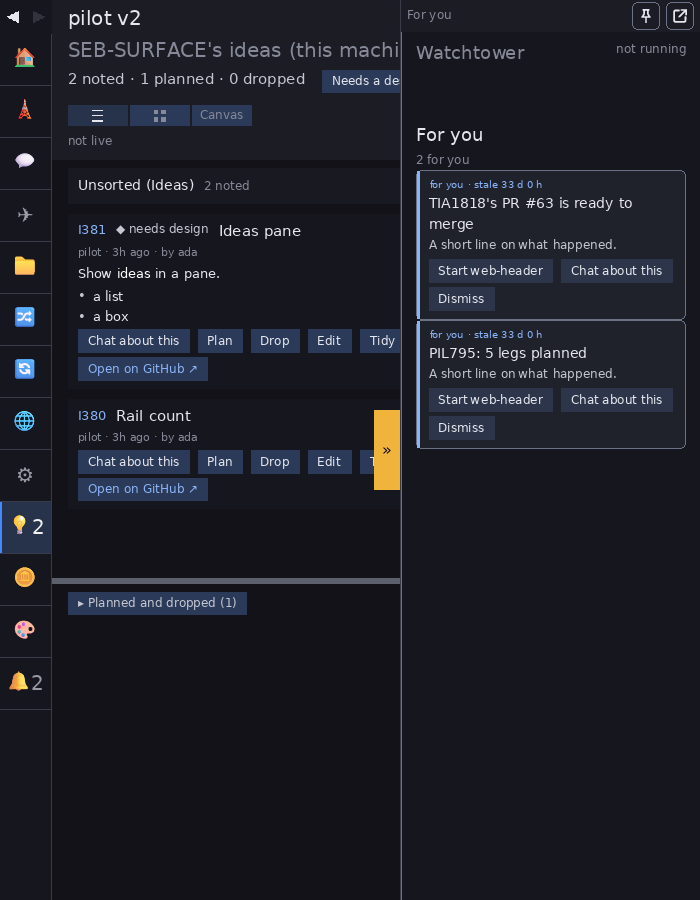 pilot v2
SEB-SURFACE's ideas (this machi
2 noted · 1 planned · 0 dropped
Needs a de
Canvas
not live
Unsorted (Ideas) 2 noted
I381 ◆ needs design Ideas pane
pilot · 3h ago · by ada
Show ideas in a pane.
• a list
• a box
Chat about this Plan Drop Edit Tidy
Open on GitHub ↗
I380 Rail count
pilot · 3h ago · by ada
Chat about this Plan Drop Edit
Open on GitHub ↗
»
▸ Planned and dropped (1)
2
2
For you
Watchtower not running
For you
2 for you
for you · stale 33 d 0 h
TIA1818's PR #63 is ready to
merge
A short line on what happened.
Start web-header Chat about this
Dismiss
for you · stale 33 d 0 h
PIL795: 5 legs planned
A short line on what happened.
Start web-header Chat about this
Dismiss